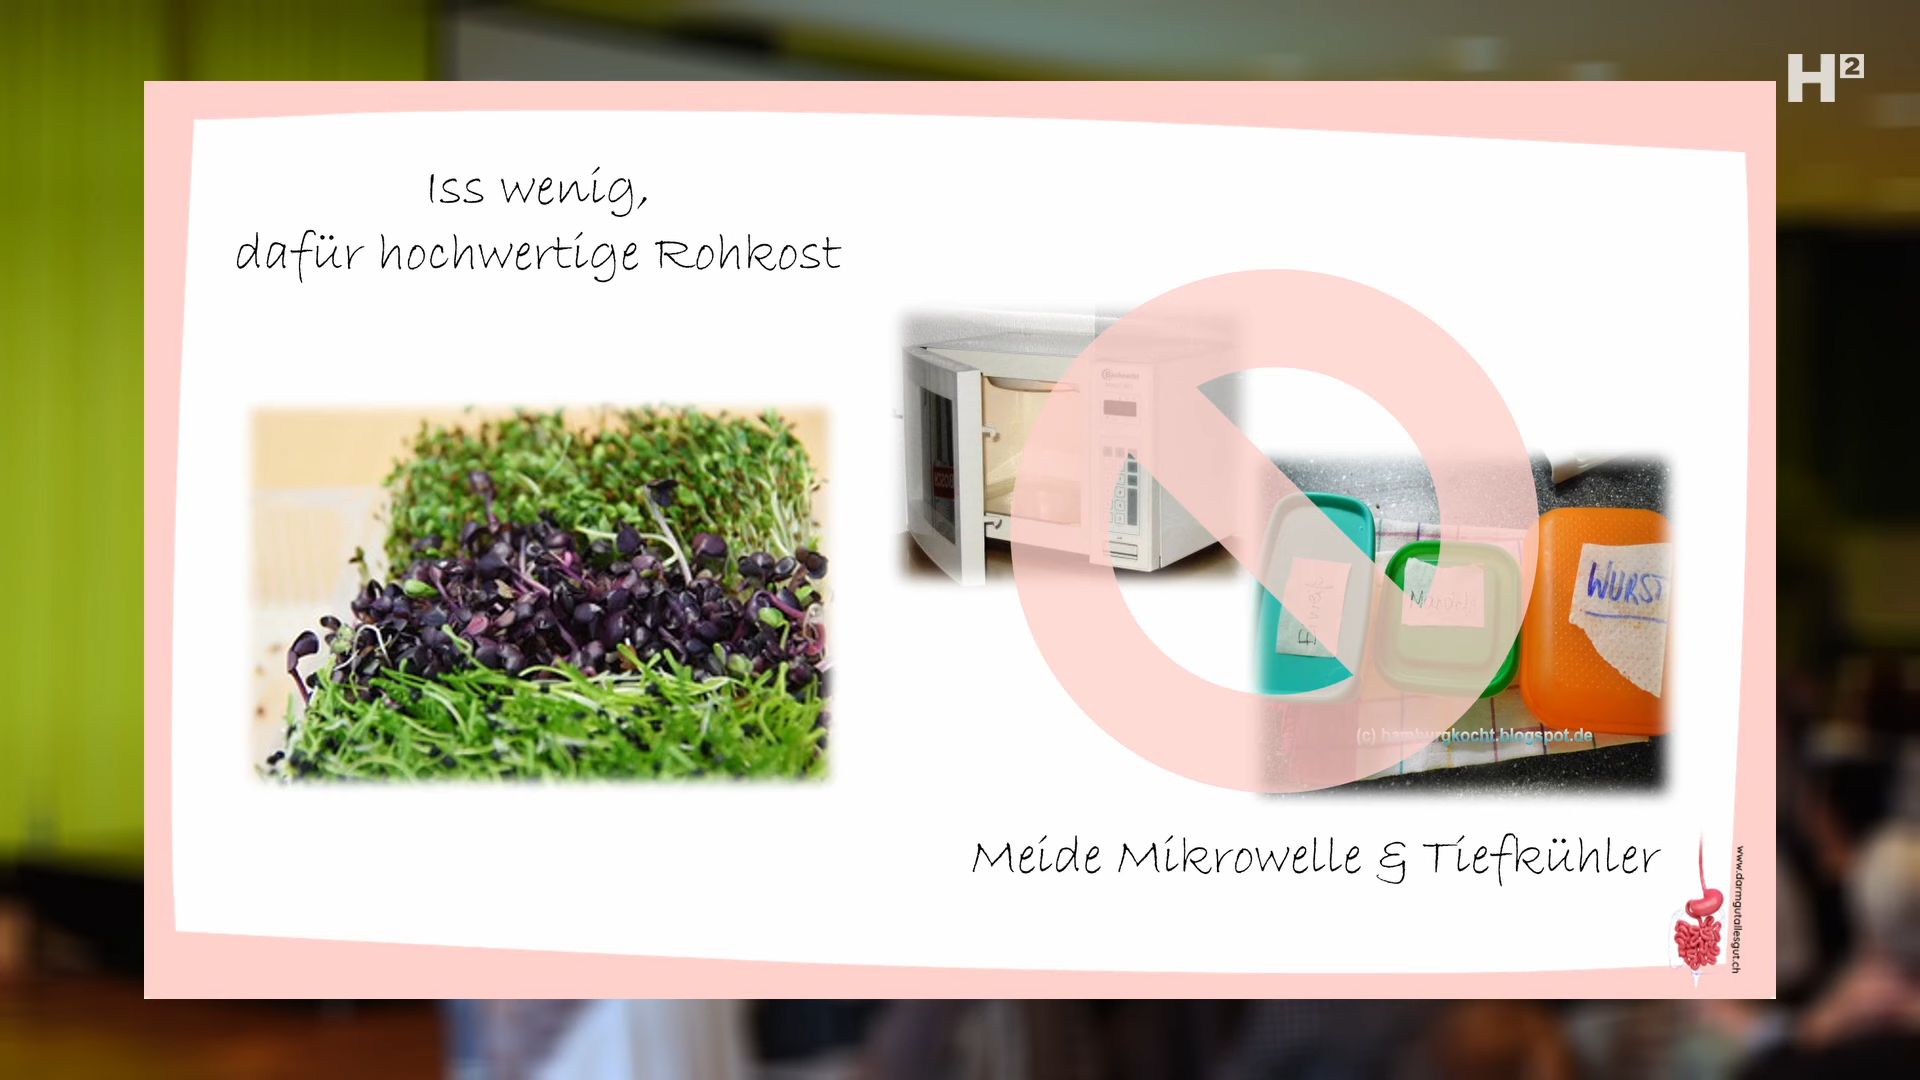 H²
Iss wenig,
dafür hochwertige Rohkost
WURST
(c) hamburgkocht.blogspot.de
Meide Mikrowelle & Tiefkühler
www.darmgutallesgut.ch